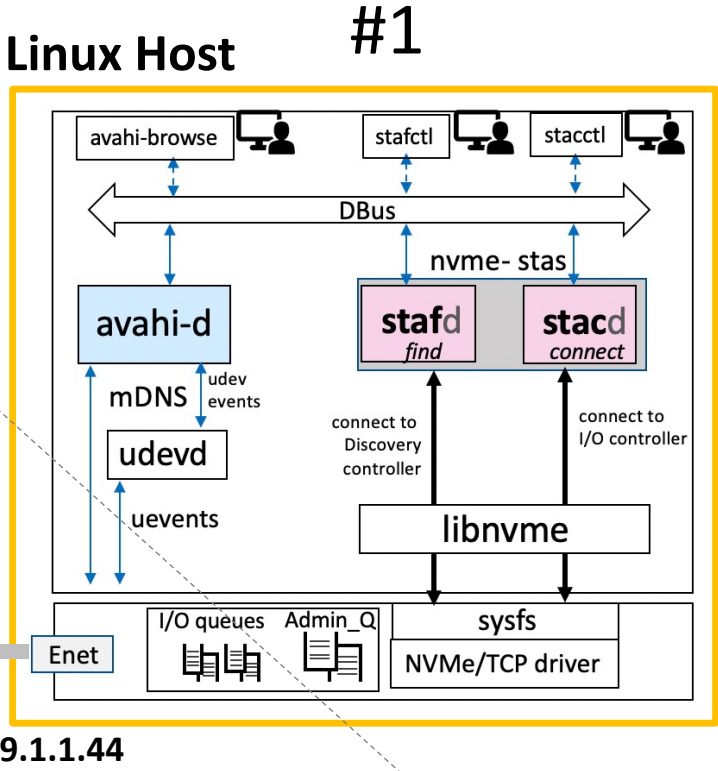 #1
Linux Host
avahi-browse
stafctl
stacctl
DBus
nvme- stas
avahi-d
stafd
find
stacd
connect
udev
events
mDNS
connect to
Discovery
controller
connect to
I/O controller
udevd
uevents
libnvme
I/O queues
Admin_Q
sysfs
Enet
NVMe/TCP driver
9.1.1.44